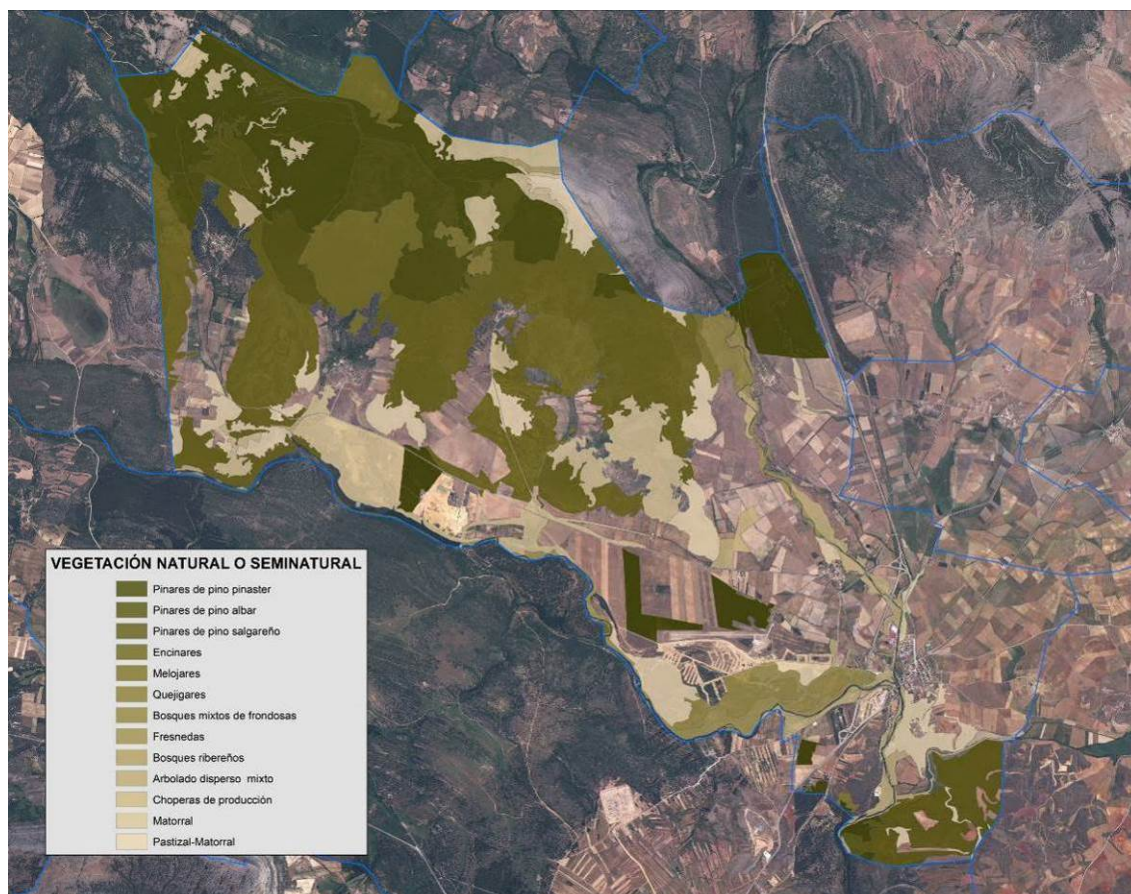 VEGETACIÓN NATURAL O SEMINATURAL
Pinares de pino pinaster
Pinares de pino albar
Pinares de pino salgareño
Encinares
Melojares
Quejigares
Bosques mixtos de frondosas
Fresnedas
Bosques ribereños
Arbolado disperso mixto
Choperas de producción
Matorral
Pastizal-Matorral